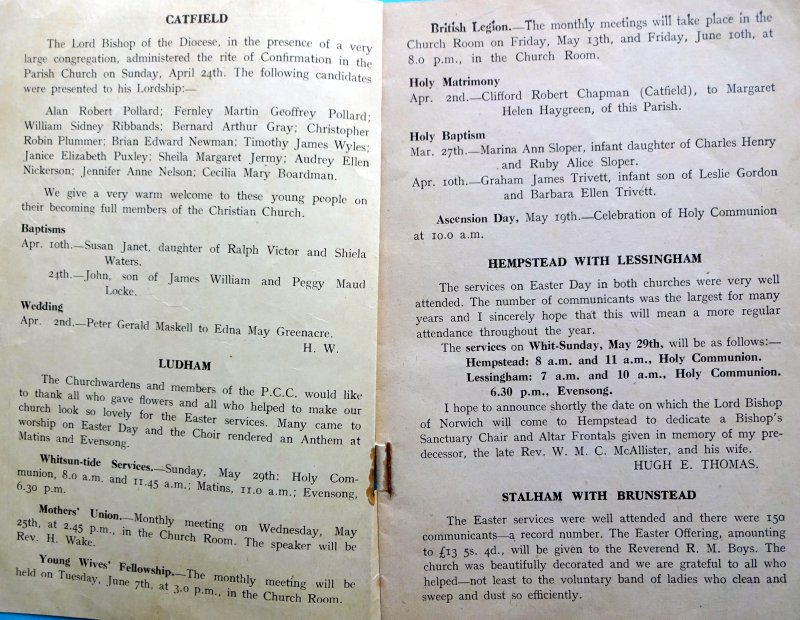 CATFIELD
The Lord Bishop of the Diocese, in the presence of a very
large congregation, administered the rite of Confirmation in the
Parish Church on Sunday, April 24th. The following candidates
were presented to his Lordship:—
Alan Robert Pollard; Fernley Martin Geoffrey Pollard;
William Sidney Ribbands; Bernard Arthur Gray; Christopher
Robin Plummer; Brian Edward Newman; Timothy James Wyles;
Janice Elizabeth Puxley; Sheila Margaret Jermy; Audrey Ellen
Nickerson; Jennifer Anne Nelson; Cecilia Mary Boardman.
We give a very warm welcome to these young people on
their becoming full members of the Christian Church.
Baptisms
Apr. 10th.—Susan Janet, daughter of Ralph Victor and Shiela
Waters.
24th.—John, son of James William and Peggy Maud
Locke.
Wedding
Apr. 2nd.—Peter Gerald Maskell to Edna May Greenacre.
H. W.
LUDHAM
The Churchwardens and members of the P.C.C. would like
to thank all who gave flowers and all who helped to make our
church look so lovely for the Easter services. Many came to
worship on Easter Day and the Choir rendered an Anthem at
Matins and Evensong.
Whitsun-tide Services.—Sunday, May 29th: Holy Com-
munion, 8.0 a.m. and 11.45 a.m.; Matins, 11.0 a.m.; Evensong,
6.30 p.m.
Mothers' Union.—Monthly meeting on Wednesday, May
25th, at 2.45 p.m., in the Church Room. The speaker will be
Rev. H. Wake.
Young Wives' Fellowship.—The monthly meeting will be
held on Tuesday, June 7th, at 3.0 p.m., in the Church Room.
British Legion.—The monthly meetings will take place in the
Church Room on Friday, May 13th, and Friday, June 10th, at
8.0 p.m., in the Church Room.
Holy Matrimony
Apr. 2nd.—Clifford Robert Chapman (Catfield), to Margaret
Helen Haygreen, of this Parish.
Holy Baptism
Mar. 27th.—Marina Ann Sloper, infant daughter of Charles Henry
and Ruby Alice Sloper.
Apr. 10th.—Graham James Trivett, infant son of Leslie Gordon
and Barbara Ellen Trivett.
Ascension Day, May 19th.—Celebration of Holy Communion
at 10.0 a.m.
HEMPSTEAD WITH LESSINGHAM
The services on Easter Day in both churches were very well
attended. The number of communicants was the largest for many
years and I sincerely hope that this will mean a more regular
attendance throughout the year.
The services on Whit-Sunday, May 29th, will be as follows:—
Hempstead: 8 a.m. and 11 a.m., Holy Communion.
Lessingham: 7 a.m. and 10 a.m., Holy Communion.
6.30 p.m., Evensong.
I hope to announce shortly the date on which the Lord Bishop
of Norwich will come to Hempstead to dedicate a Bishop's
Sanctuary Chair and Altar Frontals given in memory of my pre-
decessor, the late Rev. W. M. C. McAllister, and his wife.
HUGH E. THOMAS.
STALHAM WITH BRUNSTEAD
The Easter services were well attended and there were 150
communicants—a record number. The Easter Offering, amounting
to £13 5s. 4d., will be given to the Reverend R. M. Boys. The
church was beautifully decorated and we are grateful to all who
helped—not least to the voluntary band of ladies who clean and
sweep and dust so efficiently.